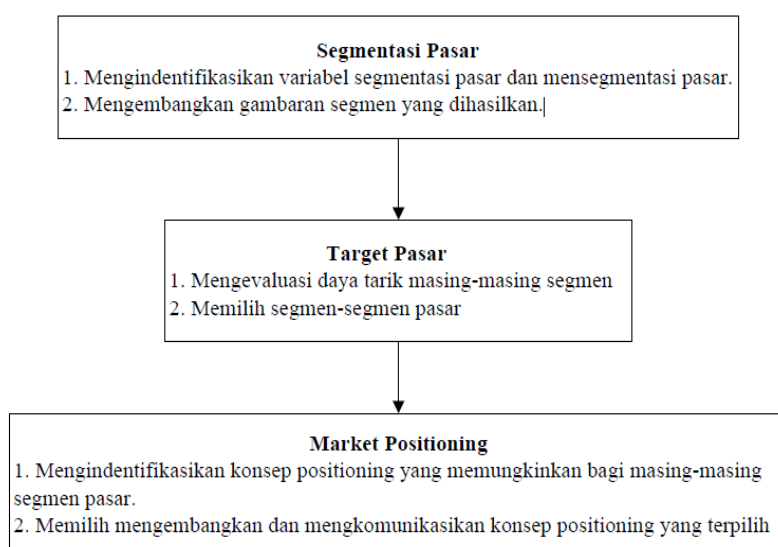 Segmentasi Pasar
1. Mengindentifikasikan variabel segmentasi pasar dan mensegmentasi pasar.
2. Mengembangkan gambaran segmen yang dihasilkan.
Target Pasar
1. Mengevaluasi daya tarik masing-masing segmen
2. Memilih segmen-segmen pasar
Market Positioning
1. Mengindentifikasikan konsep positioning yang memungkinkan bagi masing-masing
segmen pasar.
2. Memilih mengembangkan dan mengkomunikasikan konsep positioning yang terpilih